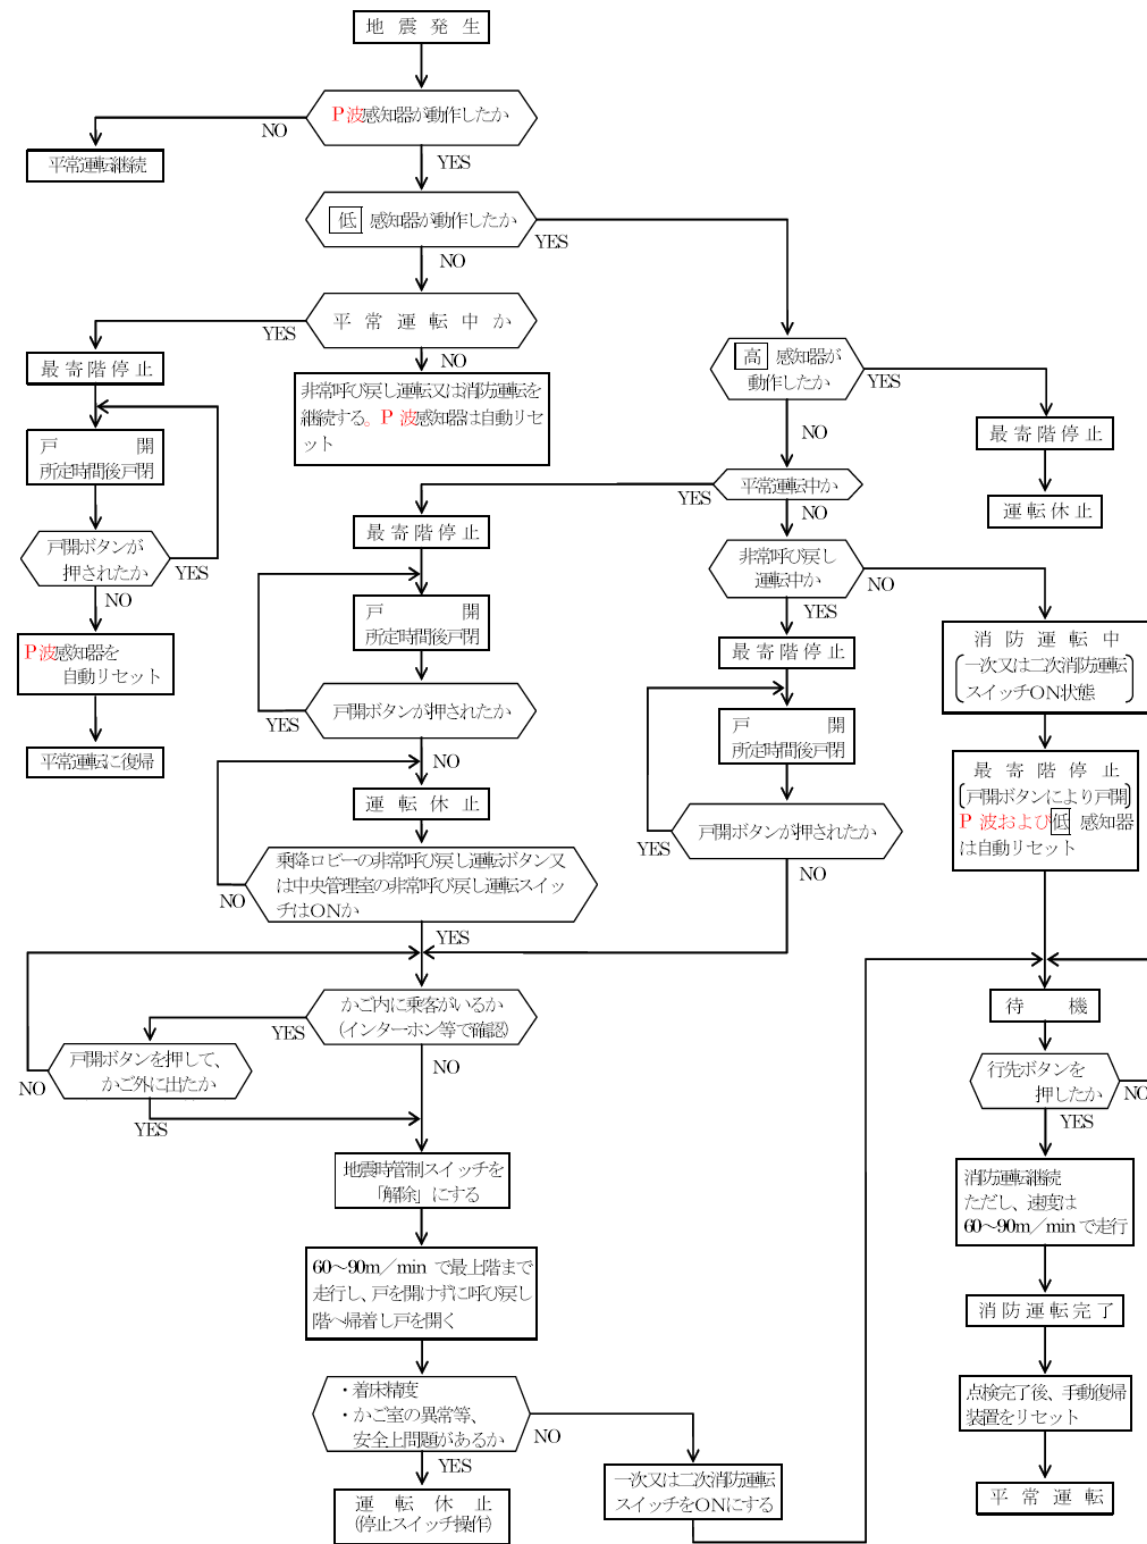 地震発生
P波感知器が動作したか
NO
平常運転継続
YES
低 感知器が動作したか
YES
NO
平常運転中か
YES
NO
最寄階停止
非常呼び戻し運転又は消防運転を
継続する。P 波感知器は自動リセ
ット
戸　開
所定時間後戸閉
戸開ボタンが
押されたか
YES
NO
P波感知器を
自動リセット
平常運転に復帰
高 感知器が
動作したか
YES
最寄階停止
運転休止
NO
平常運転中か
YES
NO
最寄階停止
戸　開
所定時間後戸閉
戸開ボタンが押されたか
YES
NO
運転休止
乗降ロビーの非常呼び戻し運転ボタン又
は中央管理室の非常呼び戻し運転スイッ
チはONか
NO
YES
非常呼び戻し
運転中か
NO
YES
最寄階停止
戸　開
所定時間後戸閉
戸開ボタンが押されたか
YES
NO
消防運転中
一次又は二次消防運転
スイッチON状態
最寄階停止
戸開ボタンにより戸開
P 波および低 感知器
は自動リセット
かご内に乗客がいるか
(インターホン等で確認)
YES
NO
戸開ボタンを押して、
かご外に出たか
NO
YES
地震時管制スイッチを
「解除」にする
60～90m／min で最上階まで
走行し、戸を開けずに呼び戻し
階へ帰着し戸を開く
・着床精度
・かご室の異常等、
安全上問題があるか
NO
YES
運転休止
(停止スイッチ操作)
一次又は二次消防運転
スイッチをONにする
待機
行先ボタンを
押したか
NO
YES
消防運転継続
ただし、速度は
60～90m／min で走行
消防運転完了
点検完了後、手動復帰
装置をリセット
平常運転